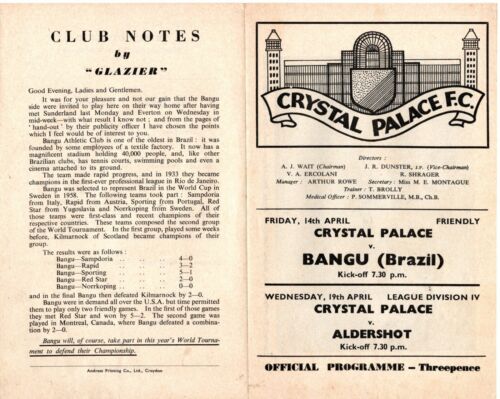 CLUB NOTES
by
"GLAZIER"
Good Evening, Ladies and Gentlemen.
It was for your pleasure and not our gain that the Bangu
side were invited to play here on their way home after having
met Sunderland last Monday and Everton on Wednesday in
mid-week—with what result I know not ; and from the pages of
'hand-out' by their publicity officer I have chosen the points
which I feel would be of interest to you.
Bangu Athletic Club is one of the oldest in Brazil : it was
founded by some employees of a textile factory. It now has a
magnificent stadium holding 40,000 people, and, like other
Brazilian clubs, has tennis courts, swimming pools and even a
cinema attached to its grounds.
The team made rapid progress, and in 1933 they became
champions in the first-ever professional league in Rio de Janeiro.
Bangu was selected to represent Brazil in the World Cup in
Sweden in 1958. The following teams took part : Sampdoria
from Italy, Rapid from Austria, Sporting from Portugal, Red
Star from Yugoslavia and Norrkoping from Sweden. All of
those teams were first-class and recent champions of their
respective countries. These teams composed the second group
of the World Tournament. In the first group, played some weeks
before, Kilmarnock of Scotland became champions of their
group.
The results were as follows :
Bangu—Sampdoria .. .. .. 4—0
Bangu—Rapid .. .. .. 3—2
Bangu—Sporting .. .. .. 5—1
Bangu—Red Star .. .. .. 2—0
Bangu—Norrkoping .. .. .. 0—0
and in the final Bangu then defeated Kilmarnock by 2—0.
Bangu were in demand all over the U.S.A. but time permitted
them to play only two friendly games. In the first of those games
they met Red Star and won by 5—2. The second game was
played in Montreal, Canada, where Bangu defeated a combina-
tion by 2—0.
Bangu will, of course, take part in this year's World Tourna-
ment to defend their Championship.
Andress Printing Co., Ltd., Croydon
CRYSTAL PALACE F.C.
Directors :
A. J. WAIT (Chairman) J. R. DUNSTER, J.P. (Vice-Chairman)
V. A. ERCOLANI R. SHRAGER
Manager : ARTHUR ROWE Secretary : Miss M. E. MONTAGUE
Trainer : T. BROLLY
Medical Officer : P. SOMMERVILLE, M.B., Ch.B.
FRIDAY, 14th APRIL FRIENDLY
CRYSTAL PALACE
v.
BANGU (Brazil)
Kick-off 7.30 p.m.
WEDNESDAY, 19th APRIL LEAGUE DIVISION IV
CRYSTAL PALACE
v.
ALDERSHOT
Kick-off 7.30 p.m.
OFFICIAL PROGRAMME - Threepence